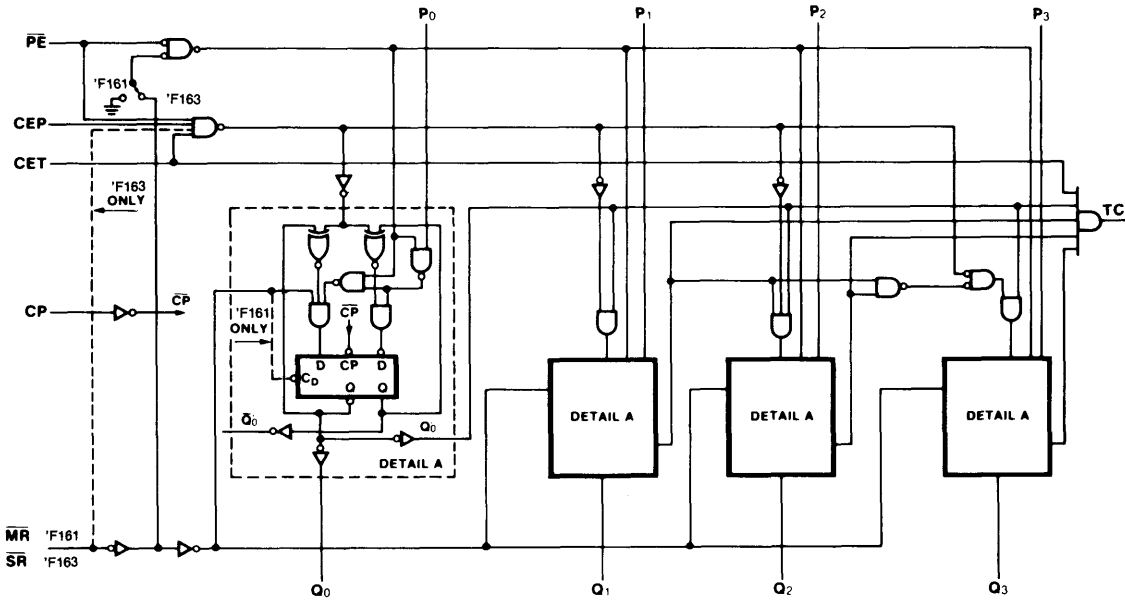 P0 P1 P2 P3
PE
'F161 'F163
CEP
CET
TC
'F163
ONLY
CP CP
'F161
ONLY
CP
D CP D
CD
Q Q
Q0 Q0
DETAIL A
DETAIL A DETAIL A DETAIL A
MR 'F161
SR 'F163
Q0 Q1 Q2 Q3